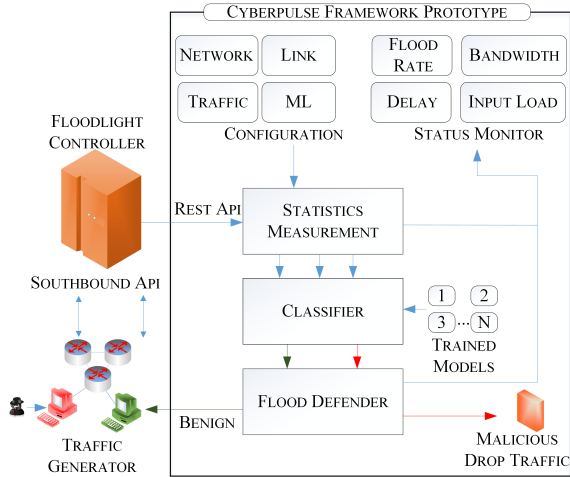 CYBERPULSE FRAMEWORK PROTOTYPE
NETWORK
LINK
TRAFFIC
ML
CONFIGURATION
FLOOD
RATE
BANDWIDTH
DELAY
INPUT LOAD
STATUS MONITOR
FLOODLIGHT
CONTROLLER
REST API
STATISTICS
MEASUREMENT
SOUTHBOUND API
CLASSIFIER
1
2
3
...
N
TRAINED
MODELS
FLOOD DEFENDER
BENIGN
TRAFFIC
GENERATOR
MALICIOUS
DROP TRAFFIC